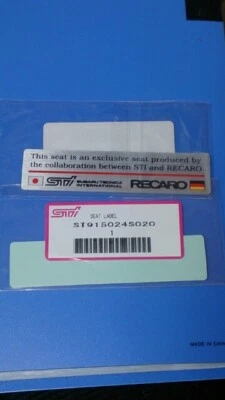 This seat is an exclusive seat produced by
the collaboration between STI and RECARO.
STI SUBARU TECNICA INTERNATIONAL RECARO
STI SEAT LABEL
ST915024S020
1
MADE IN